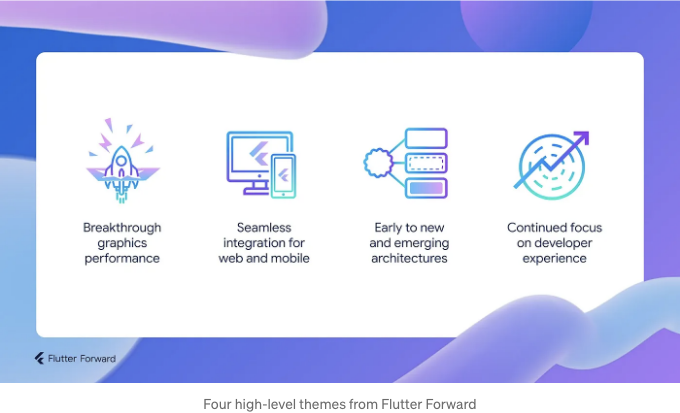 Breakthrough
graphics
performance
Seamless
integration for
web and mobile
Early to new
and emerging
architectures
Continued focus
on developer
experience
Flutter Forward
Four high-level themes from Flutter Forward